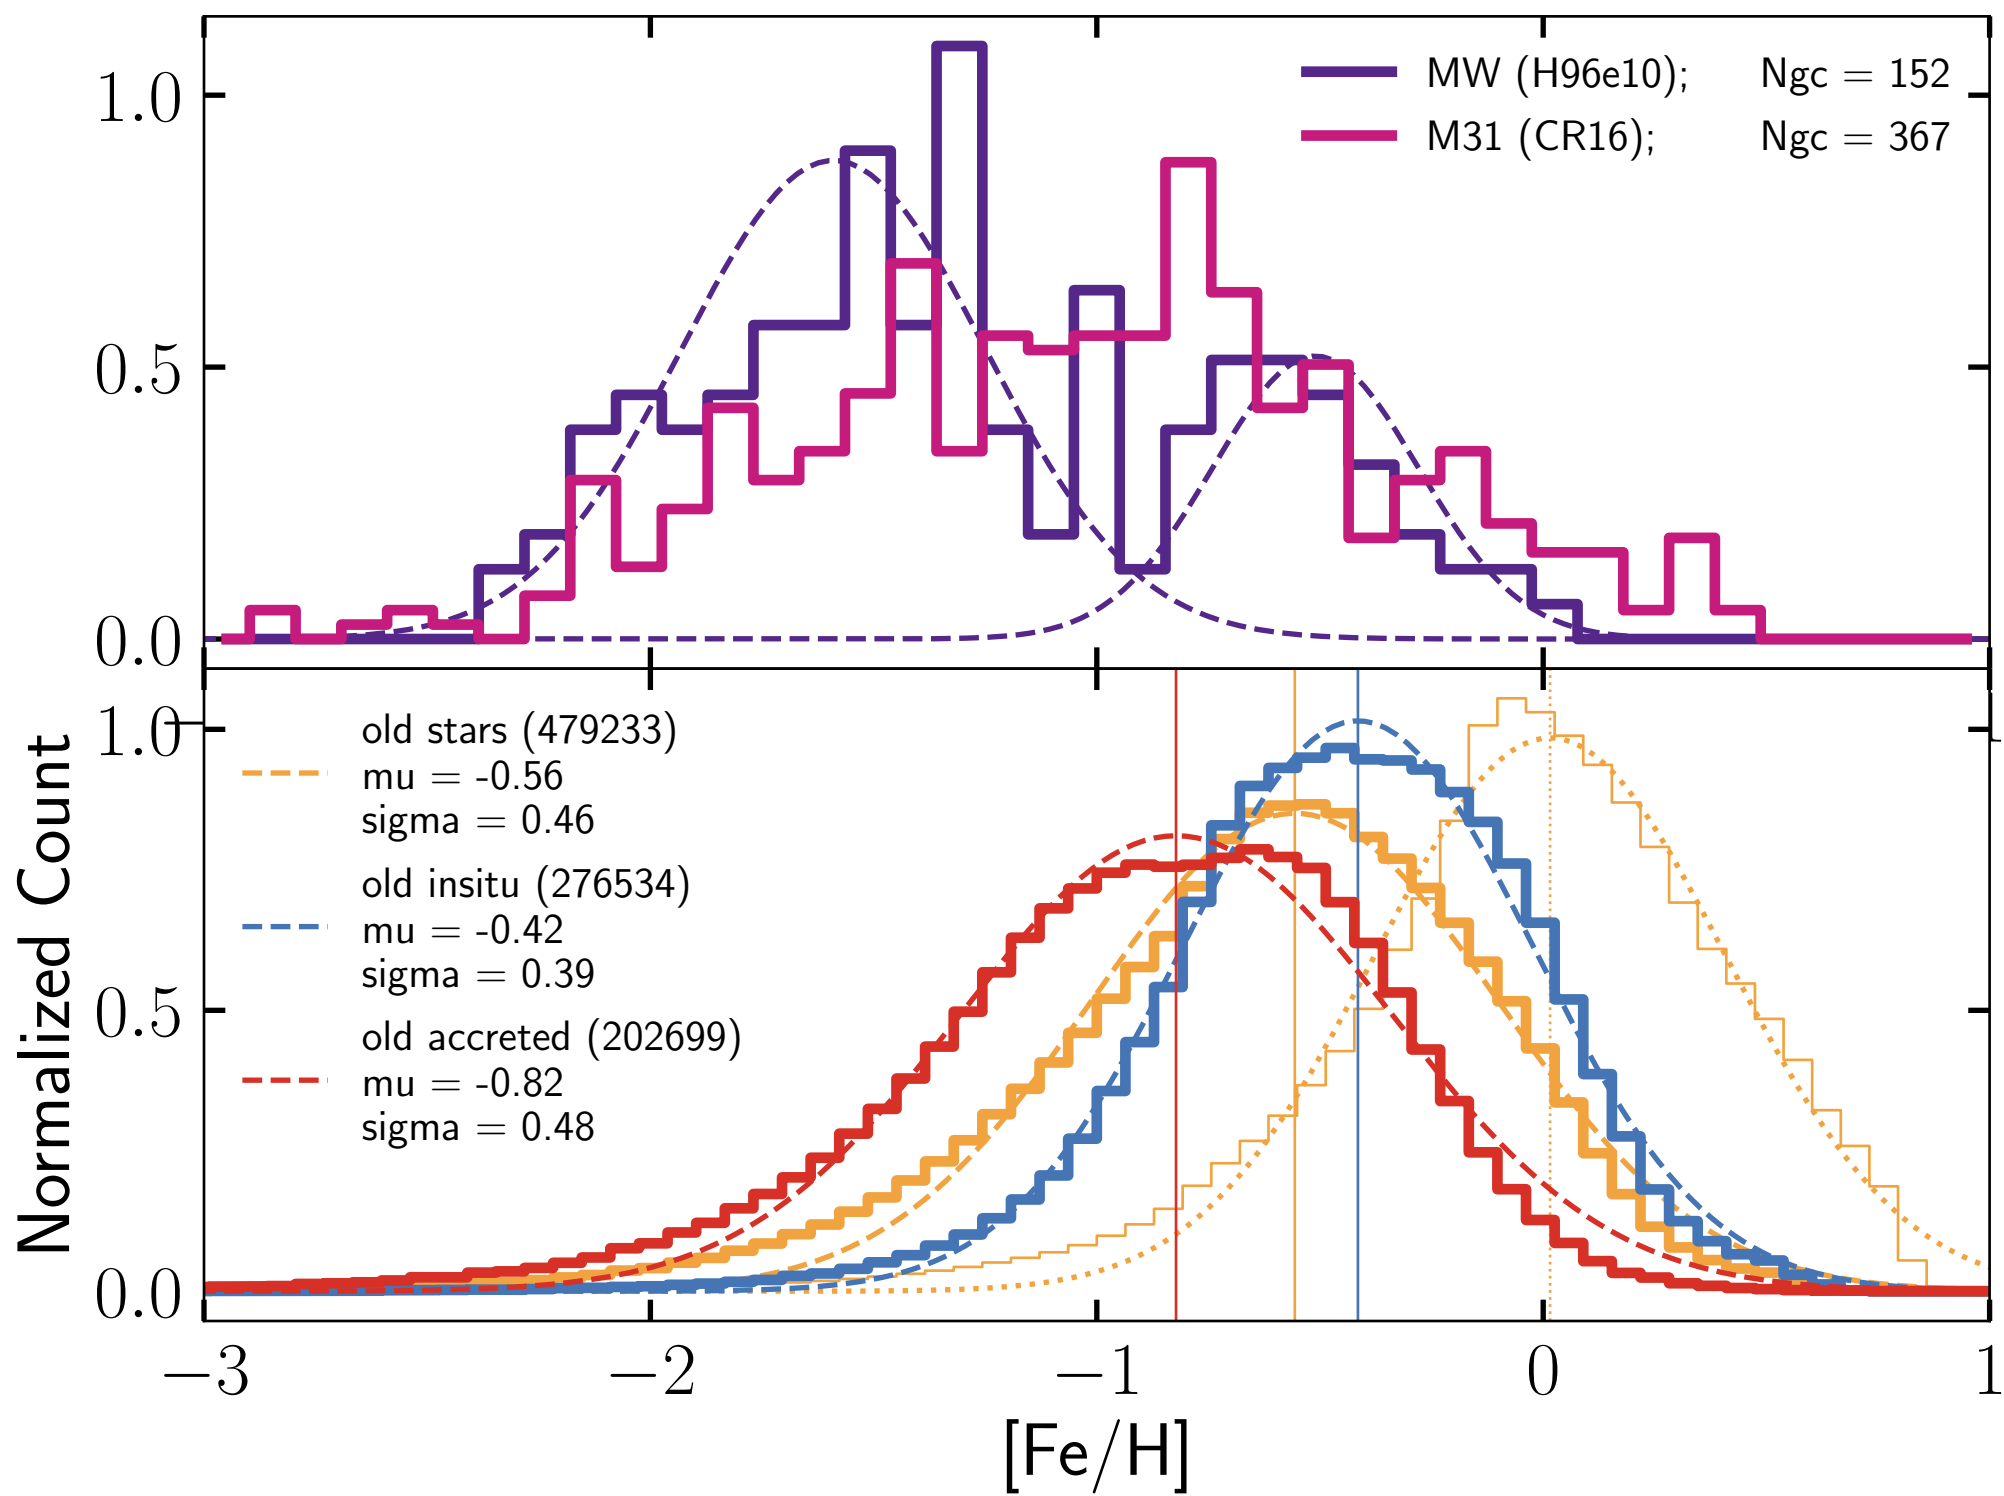 1.0
0.5
0.0
MW (H96e10); Ngc = 152
M31 (CR16); Ngc = 367
Normalized Count
1.0
0.5
0.0
old stars (479233)
mu = -0.56
sigma = 0.46
old insitu (276534)
mu = -0.42
sigma = 0.39
old accreted (202699)
mu = -0.82
sigma = 0.48
−3 −2 −1 0 1
[Fe/H]